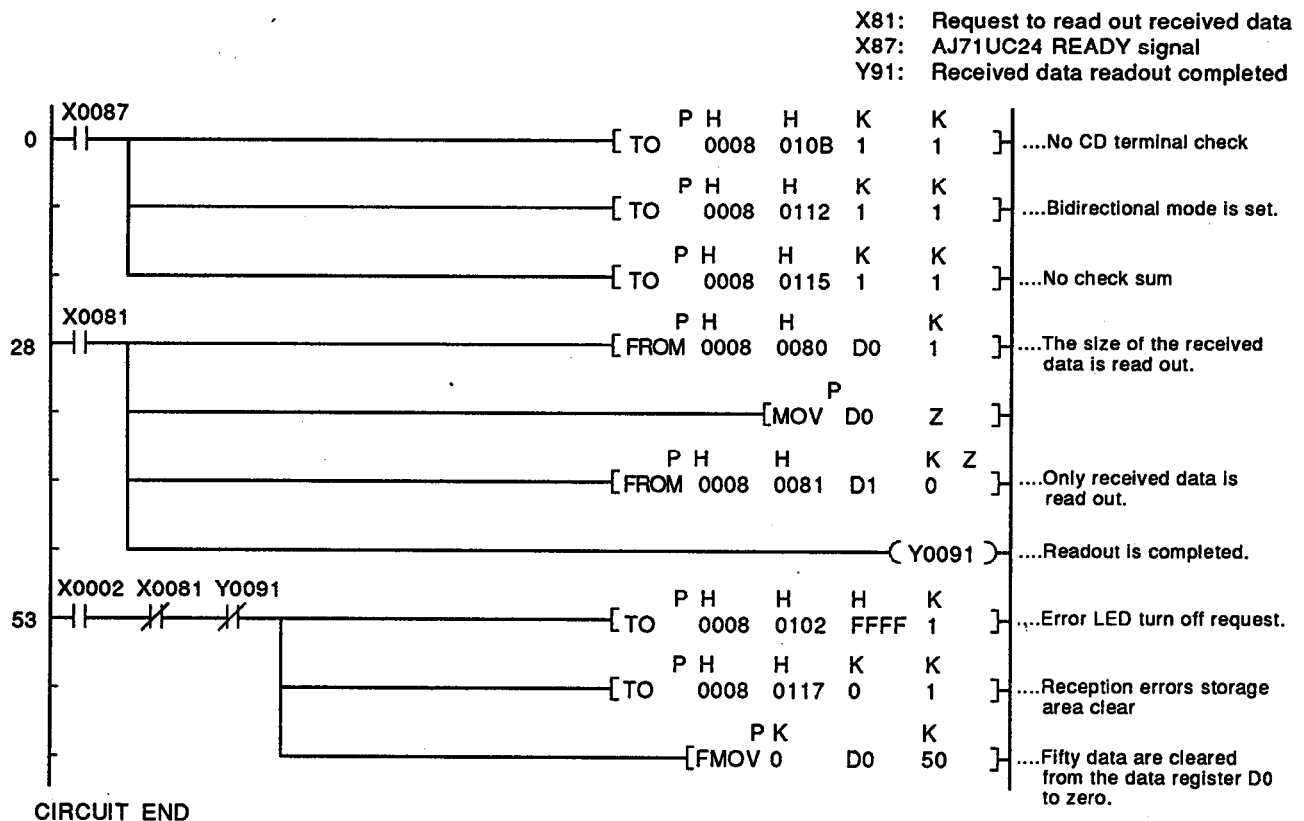 X81: Request to read out received data
X87: AJ71UC24 READY signal
Y91: Received data readout completed
X0087
P H H K K
0 TO 0008 010B 1 1 ....No CD terminal check
P H H K K
TO 0008 0112 1 1 ....Bidirectional mode is set.
P H H K K
TO 0008 0115 1 1 ....No check sum
X0081
P H H K
28 FROM 0008 0080 D0 1 ....The size of the received
data is read out.
P
MOV D0 Z
P H H K Z
FROM 0008 0081 D1 0 ....Only received data is
read out.
Y0091 ....Readout is completed.
X0002 X0081 Y0091
P H H H K
53 TO 0008 0102 FFFF 1 ....Error LED turn off request.
P H H K K
TO 0008 0117 0 1 ....Reception errors storage
area clear
P K K
FMOV 0 D0 50 ....Fifty data are cleared
from the data register D0
to zero.
CIRCUIT END